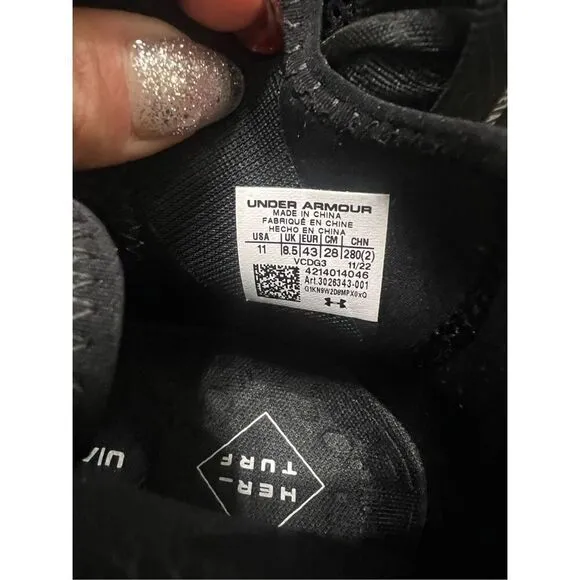 UNDER ARMOUR
MADE IN CHINA
FABRIQUÉ EN CHINE
HECHO EN CHINA
USA UK EUR CM CHN
11 8.5 43 28 280(2)
VCDG3 11/22
4214014046
Art.3026343-001
HER-
TURF